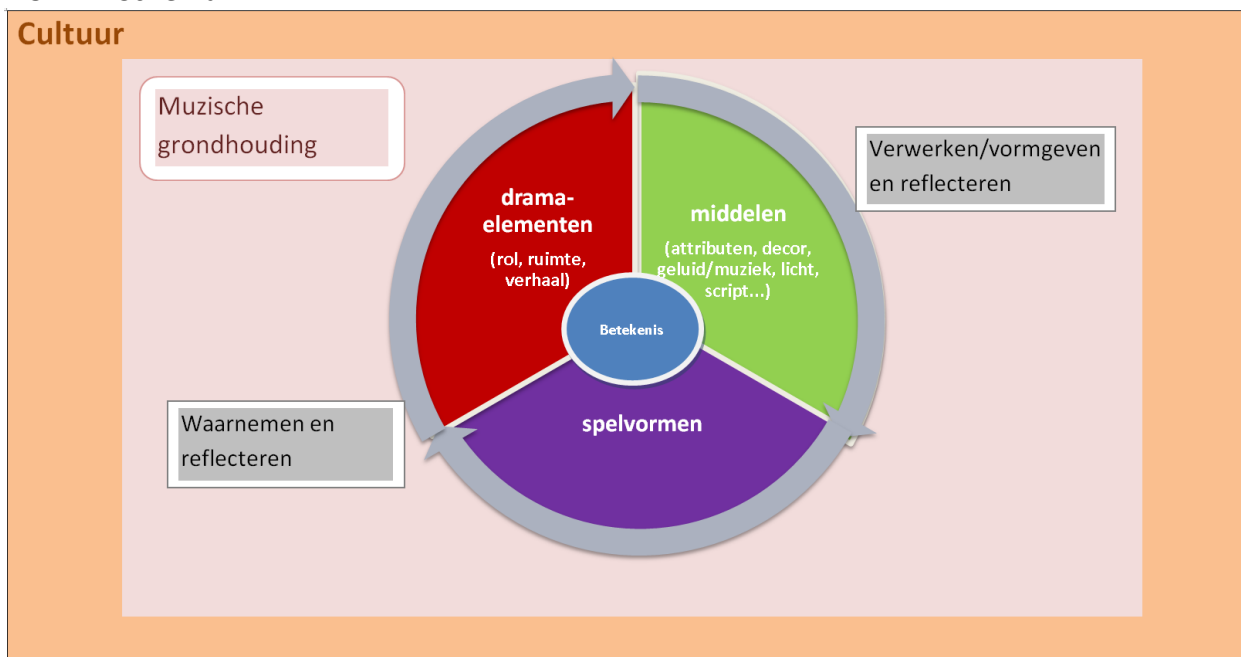 Cultuur
Muzische
grondhouding
Verwerken/vormgeven
en reflecteren
drama-
elementen
(rol, ruimte,
verhaal)
middelen
(attributen, decor,
geluid/muziek, licht,
script...)
Betekenis
spelvormen
Waarnemen en
reflecteren